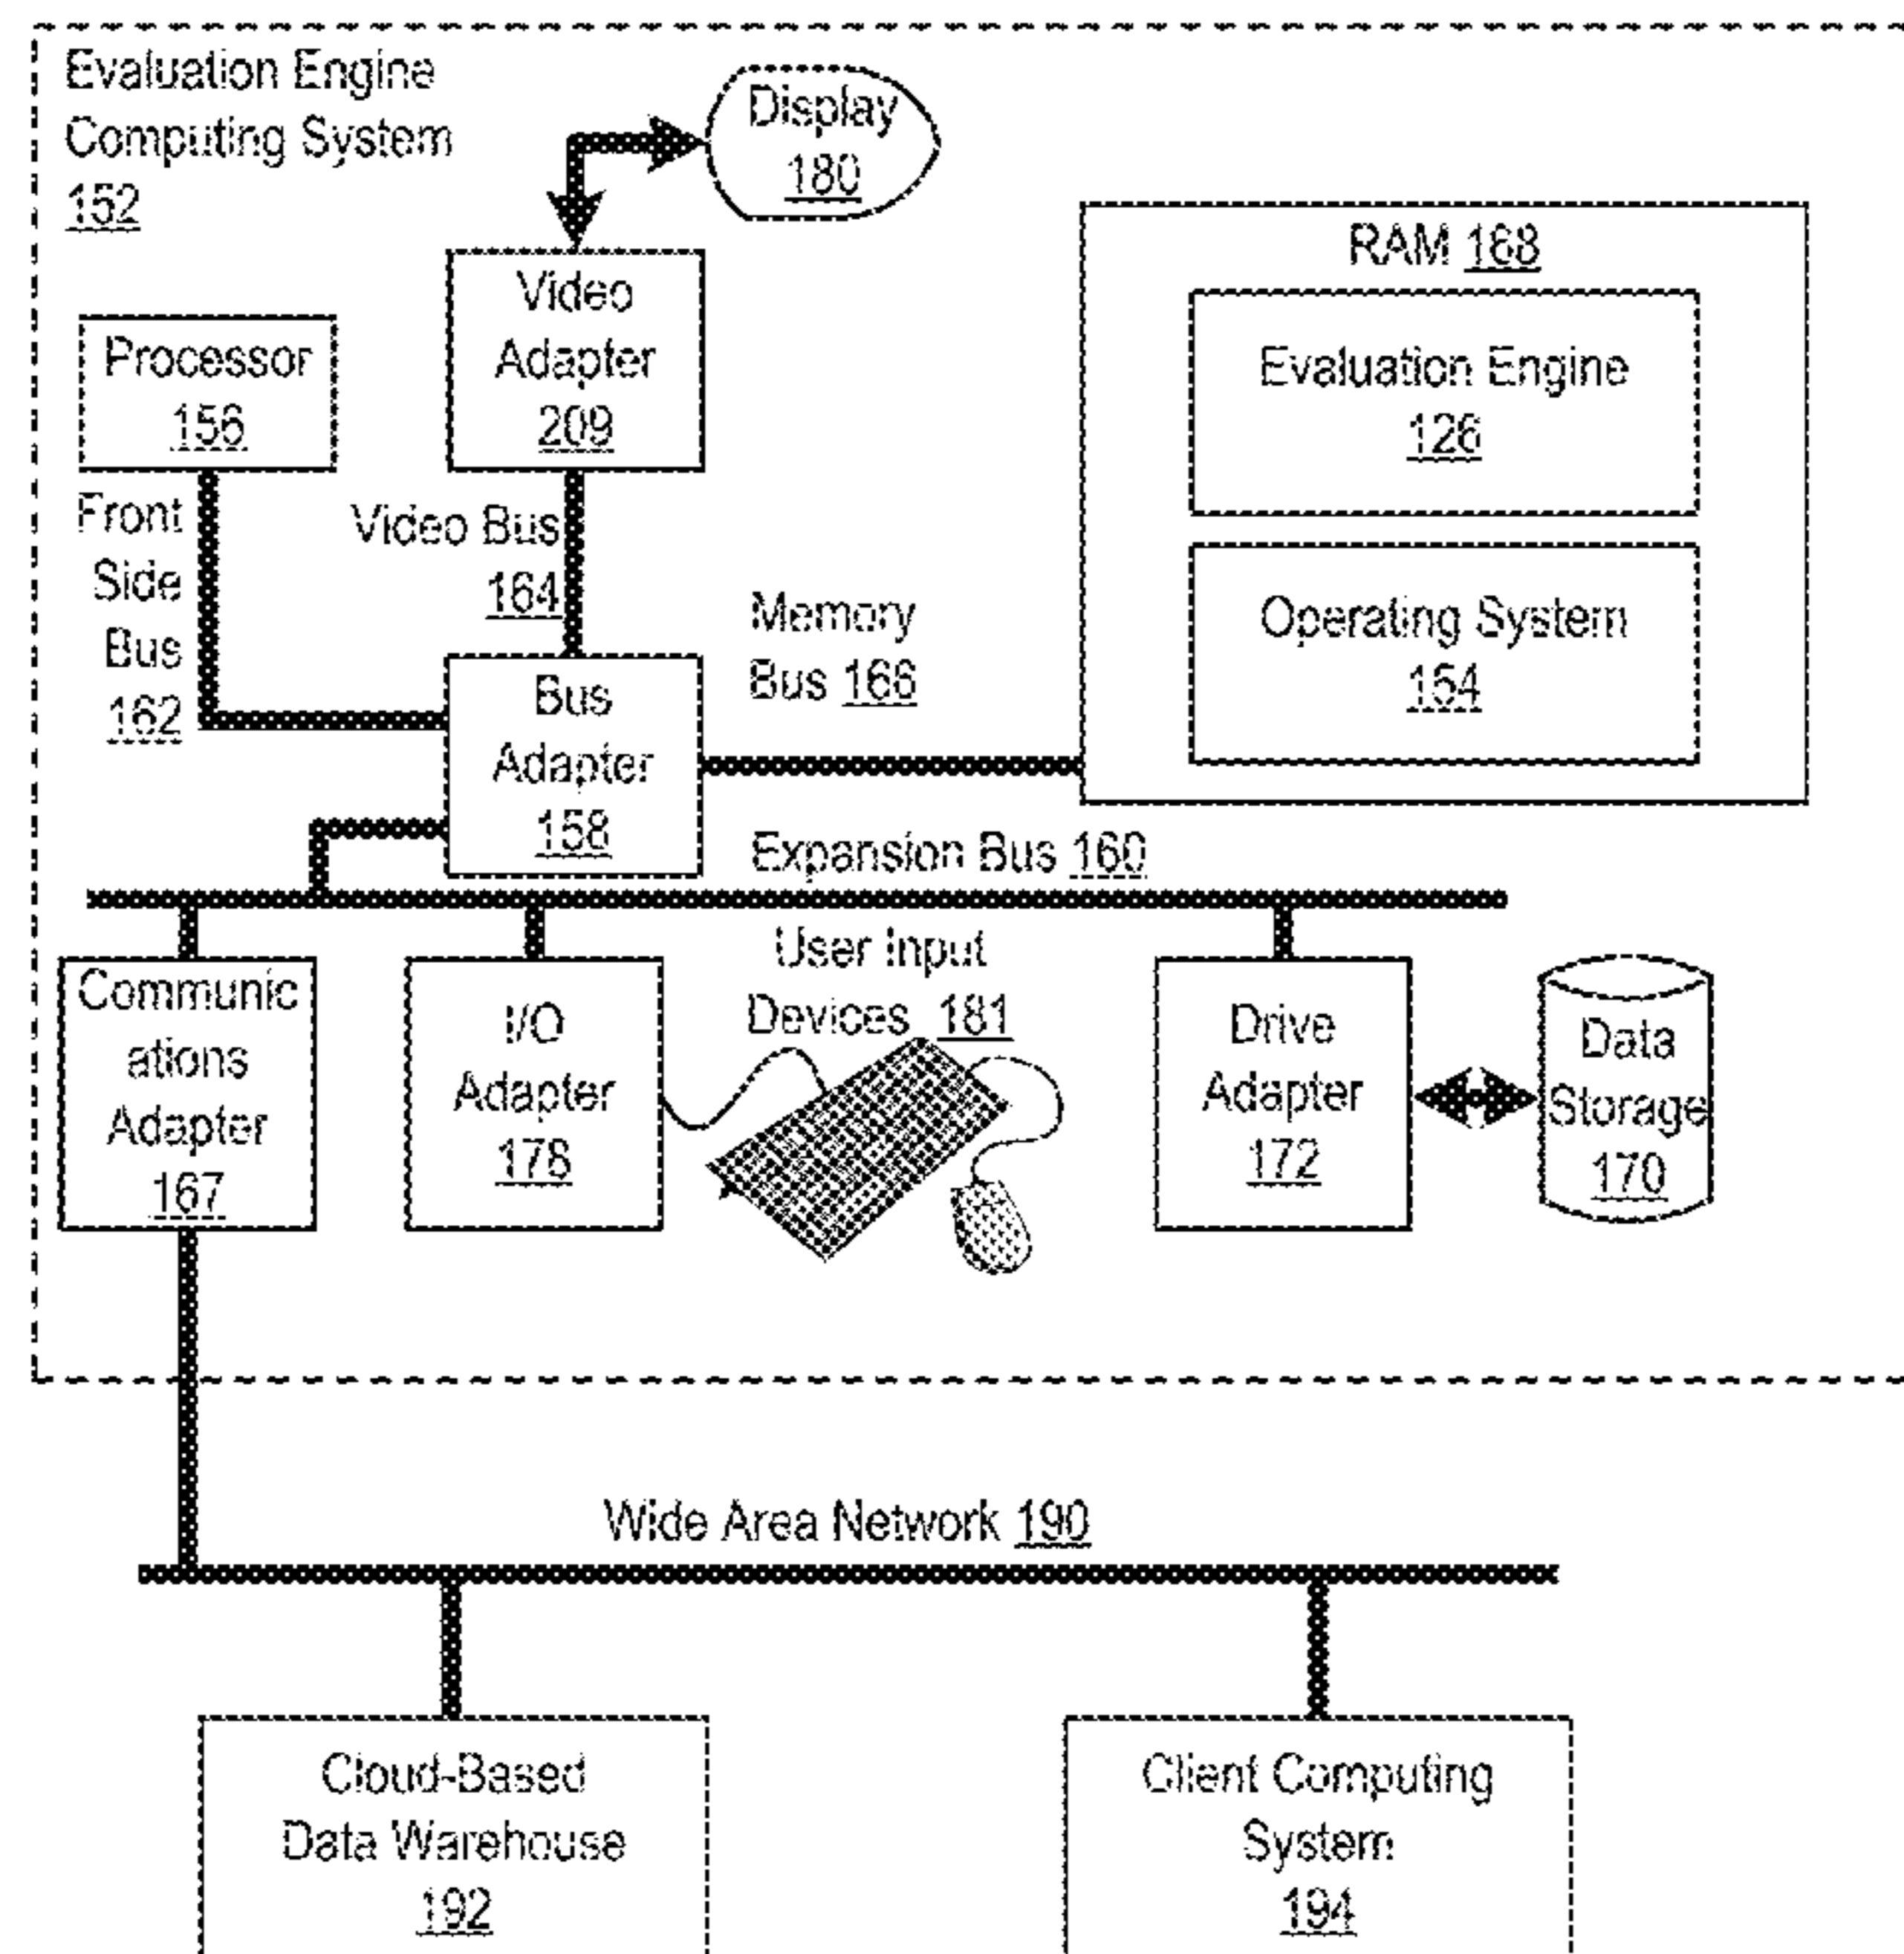 Evaluation Engine
Computing System
152
Display
180
Video
Adapter
209
Processor
156
RAM 168
Evaluation Engine
126
Operating System
154
Front
Side
Bus
162
Video Bus
164
Memory
Bus 166
Bus
Adapter
158
Expansion Bus 160
Communic
ations
Adapter
167
I/O
Adapter
178
User Input
Devices 181
Drive
Adapter
172
Data
Storage
170
Wide Area Network 190
Cloud-Based
Data Warehouse
192
Client Computing
System
194